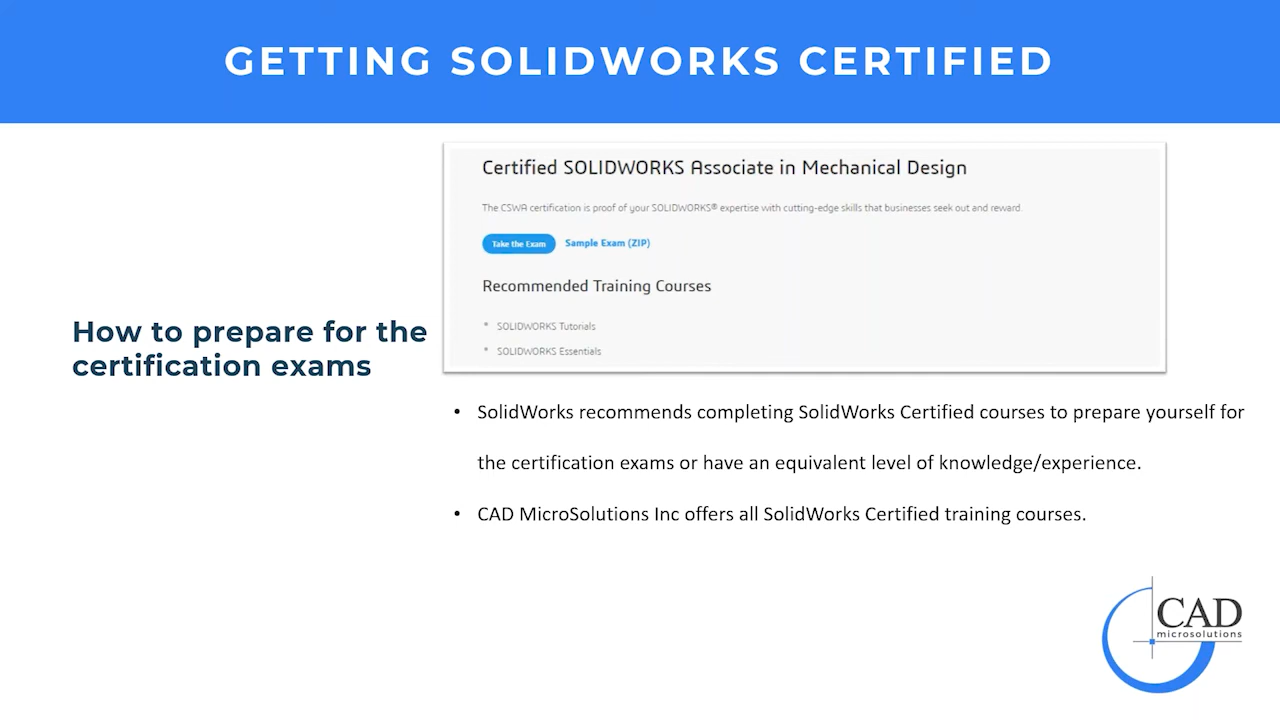 GETTING SOLIDWORKS CERTIFIED
Certified SOLIDWORKS Associate in Mechanical Design
The CSWA certification is proof of your SOLIDWORKS® expertise with cutting-edge skills that businesses seek out and reward.
Take the Exam Sample Exam (ZIP)
Recommended Training Courses
* SOLIDWORKS Tutorials
* SOLIDWORKS Essentials
How to prepare for the
certification exams
• SolidWorks recommends completing SolidWorks Certified courses to prepare yourself for
the certification exams or have an equivalent level of knowledge/experience.
• CAD MicroSolutions Inc offers all SolidWorks Certified training courses.
CAD
microsolutions